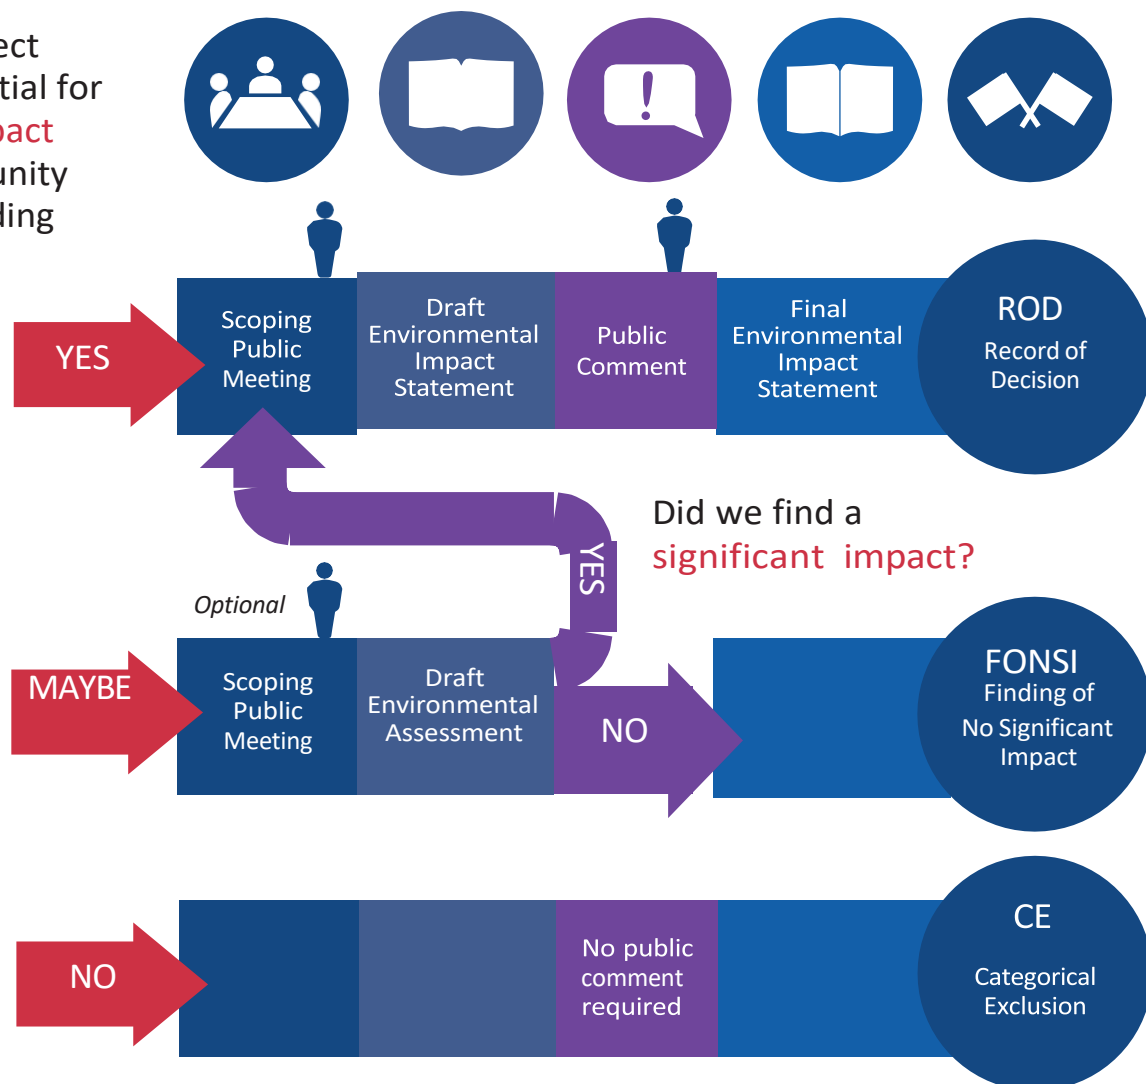 ect
tial for
pact
unity
ding
YES
Scoping
Public
Meeting
Draft
Environmental
Impact
Statement
Public
Comment
Final
Environmental
Impact
Statement
ROD
Record of
Decision
Did we find a
significant impact?
YES
Optional
MAYBE
Scoping
Public
Meeting
Draft
Environmental
Assessment
NO
FONSI
Finding of
No Significant
Impact
NO
No public
comment
required
CE
Categorical
Exclusion